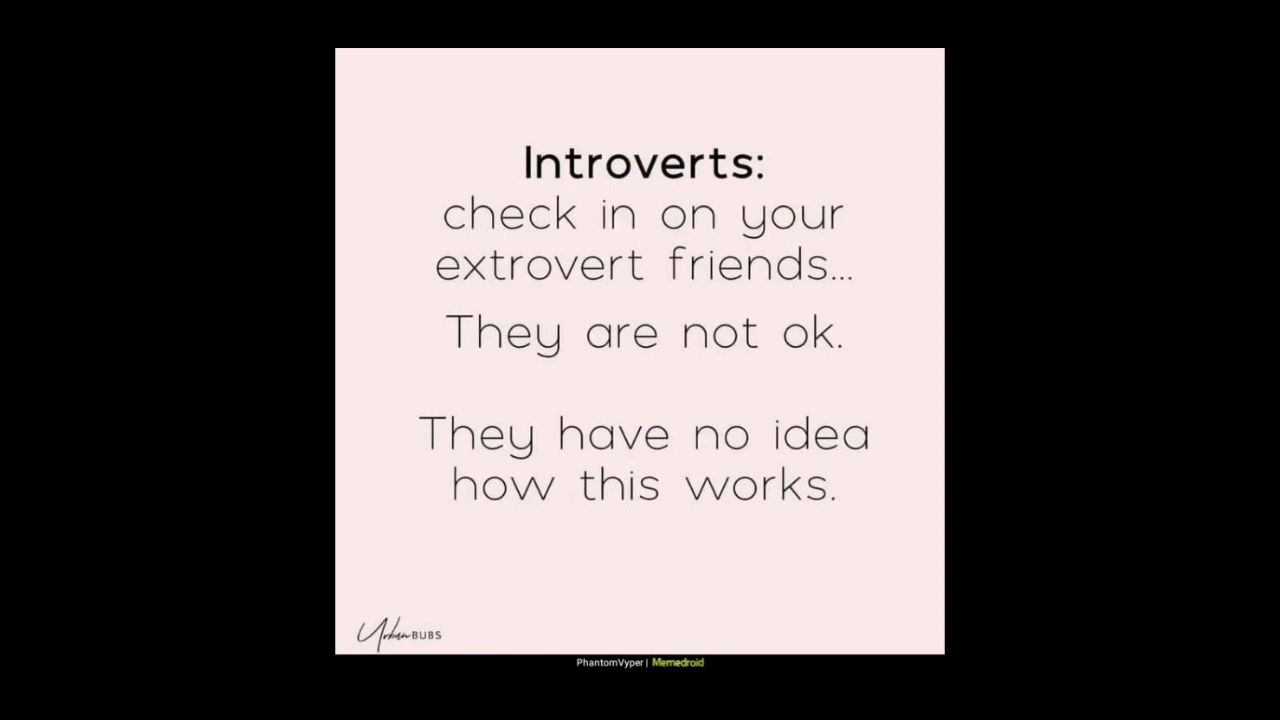 Introverts:
check in on your
extrovert friends...
They are not ok.
They have no idea
how this works.
Urban BUBS
PhantomVyper | Memedroid